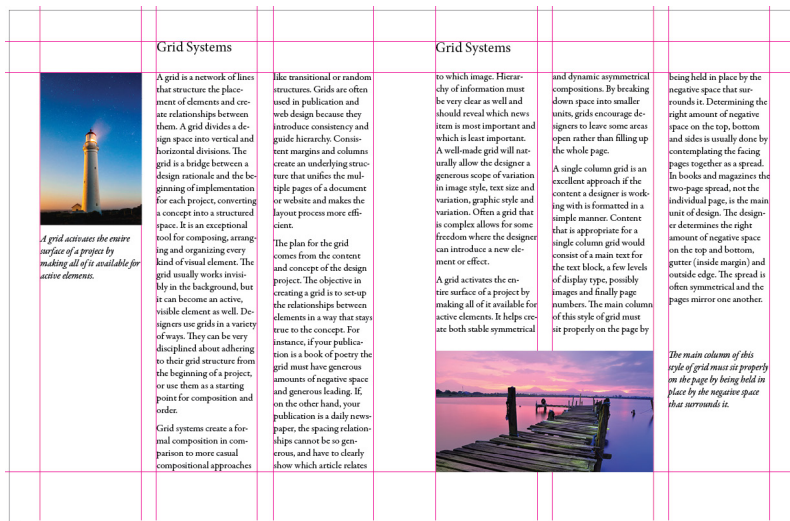 Grid Systems
A grid activates the entire
surface of a project by
making all of it available for
active elements.
A grid is a network of lines
that structure the place-
ment of elements and cre-
ate relationships between
them. A grid divides a de-
sign space into vertical and
horizontal divisions. The
grid is a bridge between a
design rationale and the be-
ginning of implementation
for each project, converting
a concept into a structured
space. It is an exceptional
tool for composing, arrang-
ing and organizing every
kind of visual element. The
grid usually works invisi-
bly in the background, but
it can become an active,
visible element as well. De-
signers use grids in a variety
of ways. They can be very
disciplined about adhering
to their grid structure from
the beginning of a project,
or use them as a starting
point for composition and
order.
Grid systems create a for-
mal composition in com-
parison to more casual
compositional approaches
like transitional or random
structures. Grids are often
used in publication and
web design because they
introduce consistency and
guide hierarchy. Consis-
tent margins and columns
create an underlying struc-
ture that unifies the mul-
tiple pages of a document
or website and makes the
layout process more effi-
cient.
The plan for the grid
comes from the content
and concept of the design
project. The objective in
creating a grid is to set-up
the relationships between
elements in a way that stays
true to the concept. For
instance, if your publica-
tion is a book of poetry the
grid must have generous
amounts of negative space
and generous leading. If,
on the other hand, your
publication is a daily news-
paper, the spacing relation-
ships cannot be so gen-
erous, and have to clearly
show which article relates
Grid Systems
to which image. Hierar-
chy of information must
be very clear as well and
should reveal which news
item is most important and
which is least important.
A well-made grid will nat-
urally allow the designer a
generous scope of variation
in image style, text size and
variation, graphic style and
variation. Often a grid that
is complex allows for some
freedom where the designer
can introduce a new ele-
ment or effect.
A grid activates the en-
tire surface of a project by
making all of it available for
active elements. It helps cre-
ate both stable symmetrical
and dynamic asymmetrical
compositions. By breaking
down space into smaller
units, grids encourage de-
signers to leave some areas
open rather than filling up
the whole page.
A single column grid is an
excellent approach if the
content a designer is work-
ing with is formatted in a
simple manner. Content
that is appropriate for a
single column grid would
consist of a main text for
the text block, a few levels
of display type, possibly
images and finally page
numbers. The main column
of this style of grid must
sit properly on the page by
being held in place by the
negative space that sur-
rounds it. Determining the
right amount of negative
space on the top, bottom
and sides is usually done by
contemplating the facing
pages together as a spread.
In books and magazines the
two-page spread, not the
individual page, is the main
unit of design. The design-
er determines the right
amount of negative space
on the top and bottom,
gutter (inside margin) and
outside edge. The spread is
often symmetrical and the
pages mirror one another.
The main column of this
style of grid must sit properly
on the page by being held in
place by the negative space
that surrounds it.